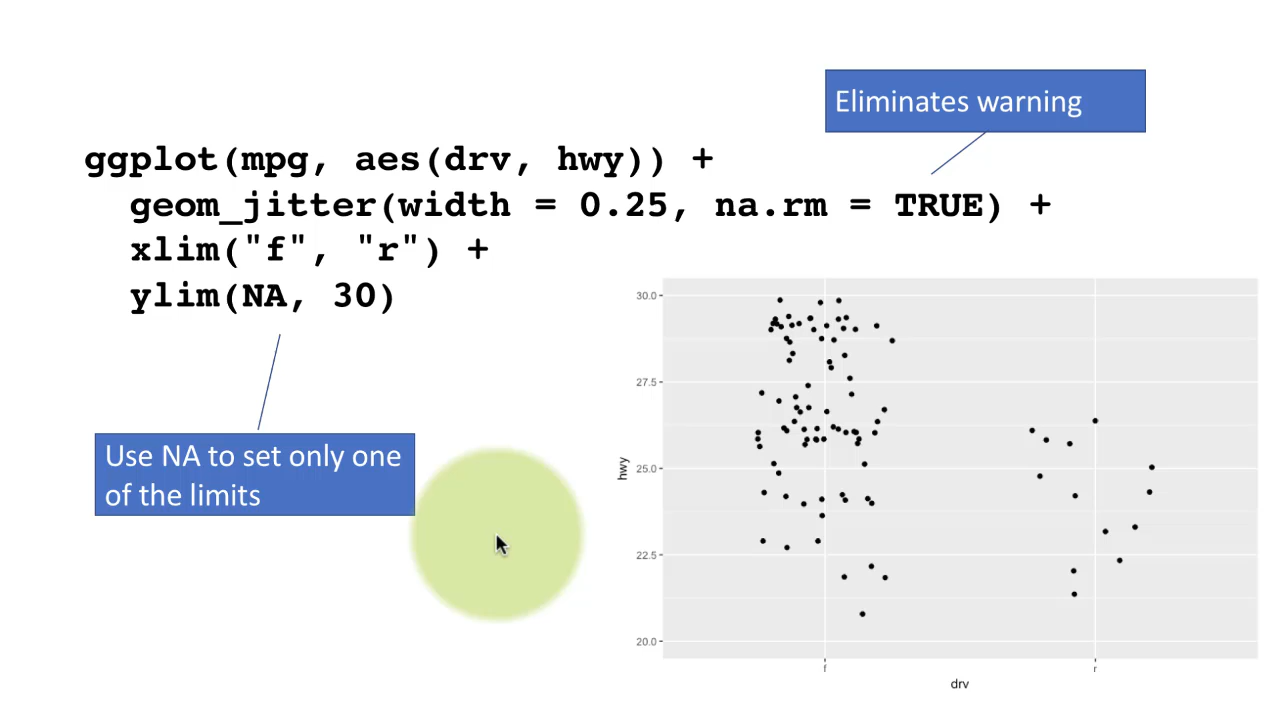 Eliminates warning
ggplot(mpg, aes(drv, hwy)) +
geom_jitter(width = 0.25, na.rm = TRUE) +
xlim("f", "r") +
ylim(NA, 30)
Use NA to set only one
of the limits
30.0
27.5
25.0
22.5
20.0
hwy
f
r
drv